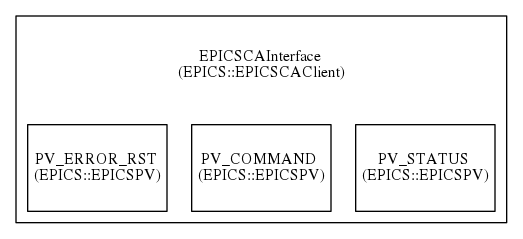 EPICSCAInterface
(EPICS::EPICSCAClient)
PV_ERROR_RST
(EPICS::EPICSPV)
PV_COMMAND
(EPICS::EPICSPV)
PV_STATUS
(EPICS::EPICSPV)